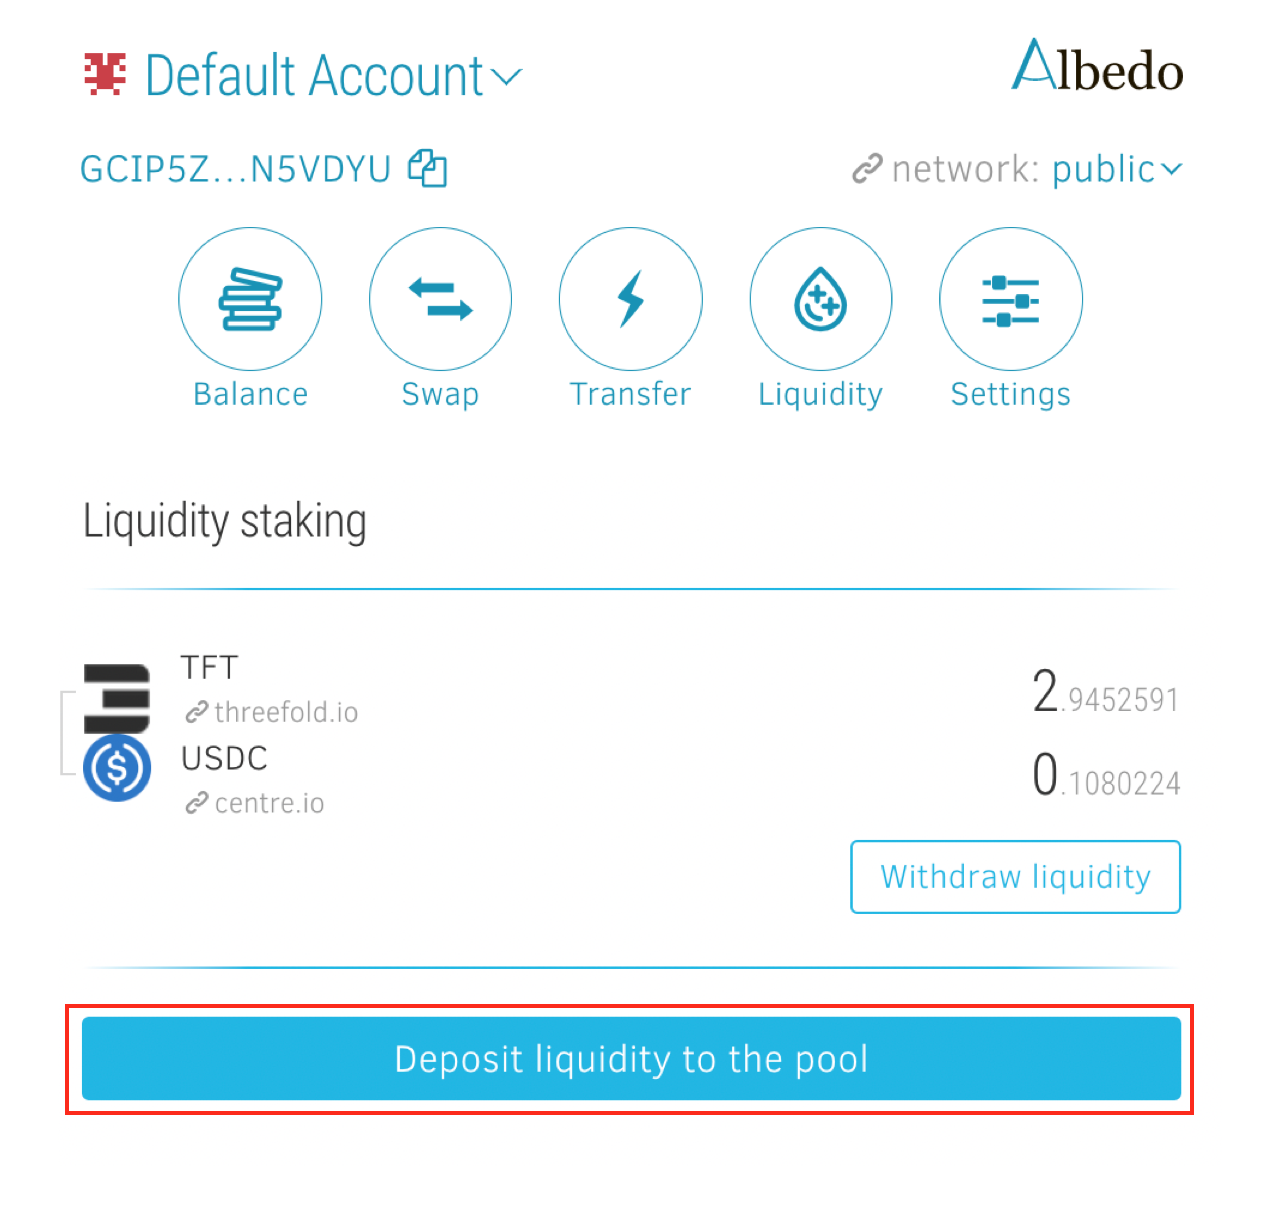 Default Account
Albedo
GCIP5Z...N5VDYU
network: public
Balance Swap Transfer Liquidity Settings
Liquidity staking
TFT
threefold.io
2.9452591
USDC
centre.io
0.1080224
Withdraw liquidity
Deposit liquidity to the pool